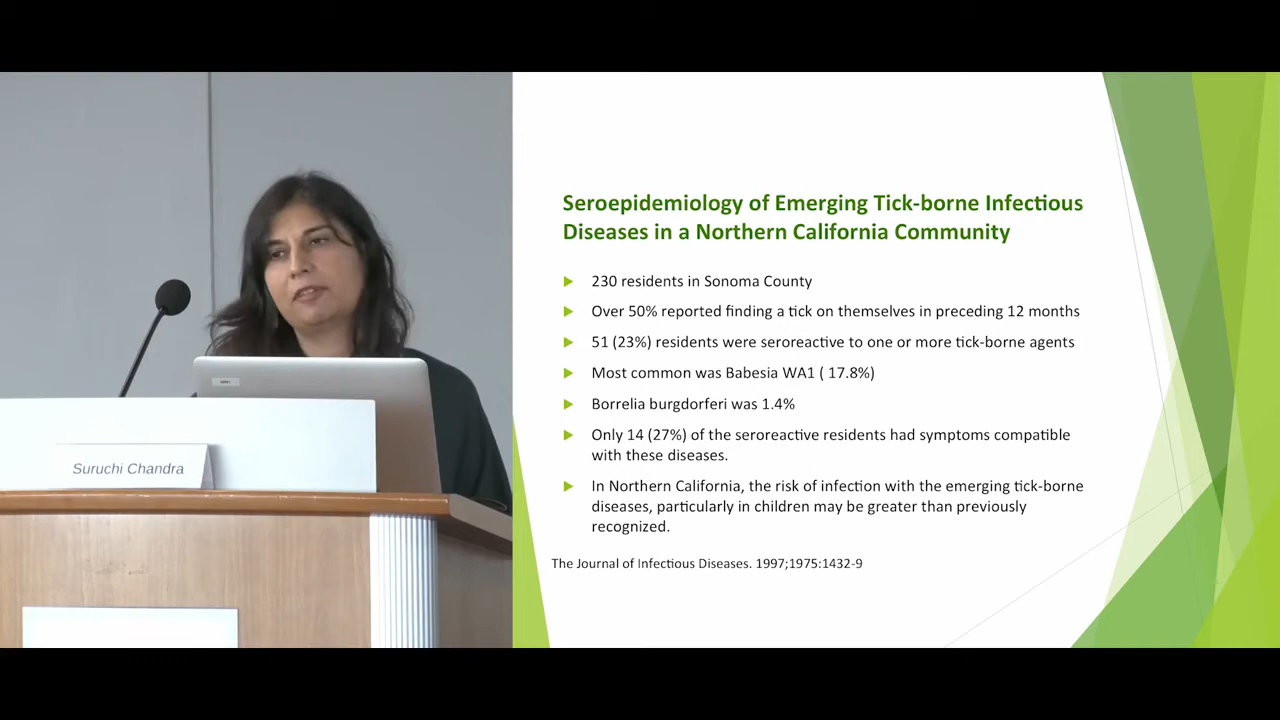 Seroepidemiology of Emerging Tick-borne Infectious
Diseases in a Northern California Community
230 residents in Sonoma County
Over 50% reported finding a tick on themselves in preceding 12 months
51 (23%) residents were seroreactive to one or more tick-borne agents
Most common was Babesia WA1 ( 17.8%)
Borrelia burgdorferi was 1.4%
Only 14 (27%) of the seroreactive residents had symptoms compatible
with these diseases.
In Northern California, the risk of infection with the emerging tick-borne
diseases, particularly in children may be greater than previously
recognized.
The Journal of Infectious Diseases. 1997;1975:1432-9
Suruchi Chandra